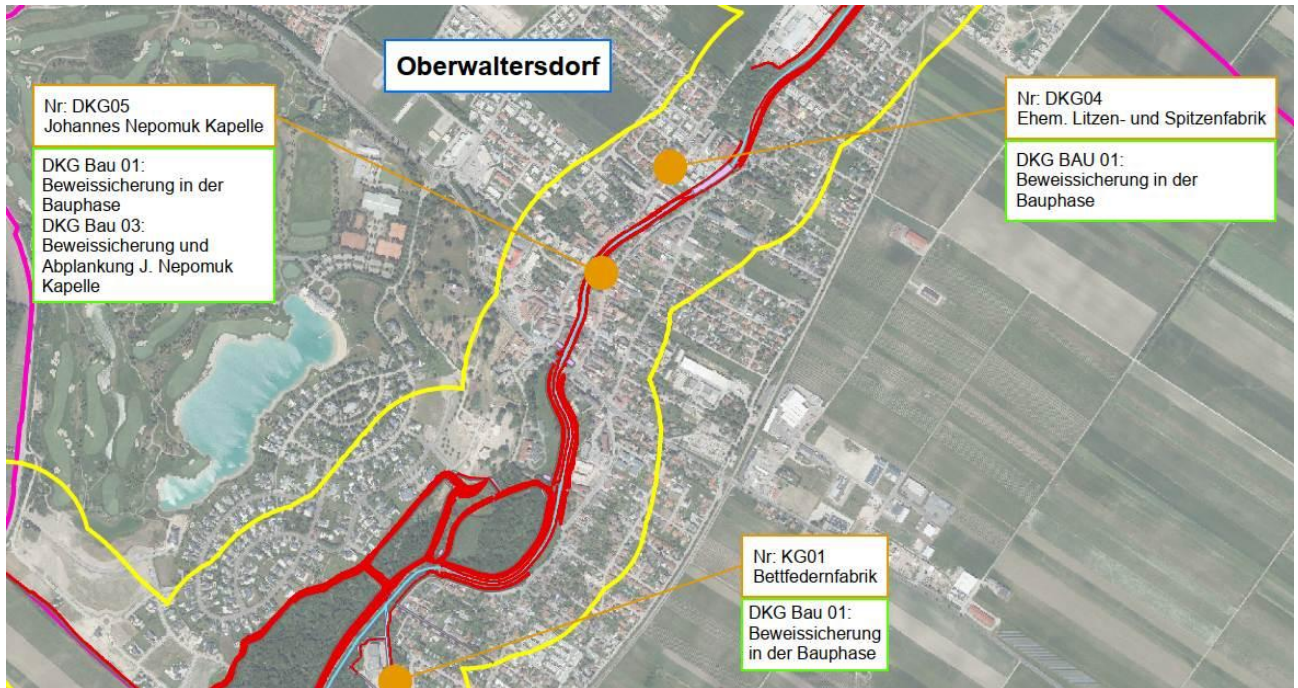 Oberwaltersdorf
Nr: DKG05
Johannes Nepomuk Kapelle
DKG Bau 01:
Beweissicherung in der
Bauphase
DKG Bau 03:
Beweissicherung und
Abplankung J. Nepomuk
Kapelle
Nr: DKG04
Ehem. Litzen- und Spitzenfabrik
DKG BAU 01:
Beweissicherung in der
Bauphase
Nr: KG01
Bettfedernfabrik
DKG Bau 01:
Beweissicherung
in der Bauphase